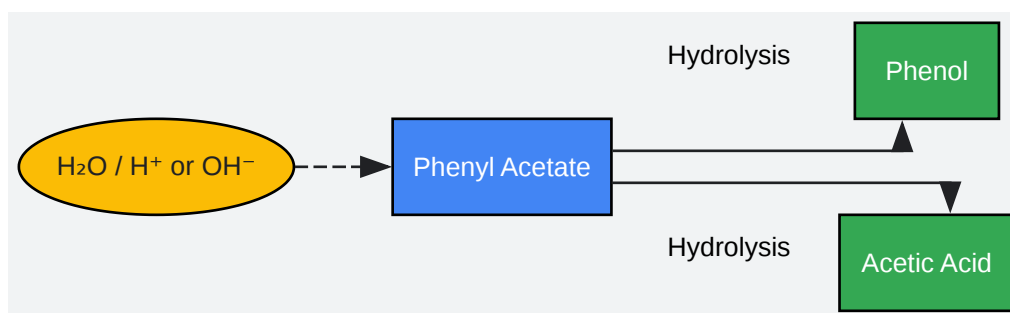 Hydrolysis
Phenol
H₂O / H⁺ or OH⁻
Phenyl Acetate
Hydrolysis
Acetic Acid